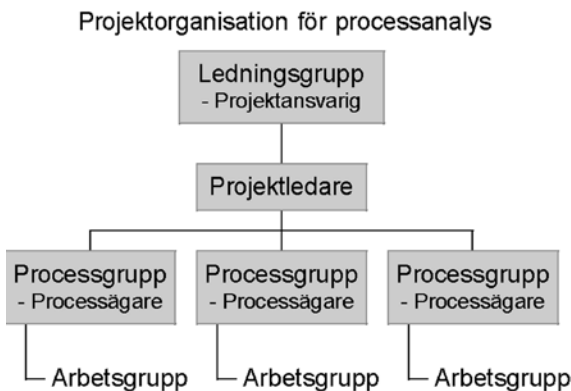 Projektorganisation för processanalys
Ledningsgrupp
- Projektansvarig
Projektledare
Processgrupp
- Processägare
Processgrupp
- Processägare
Processgrupp
- Processägare
Arbetsgrupp
Arbetsgrupp
Arbetsgrupp